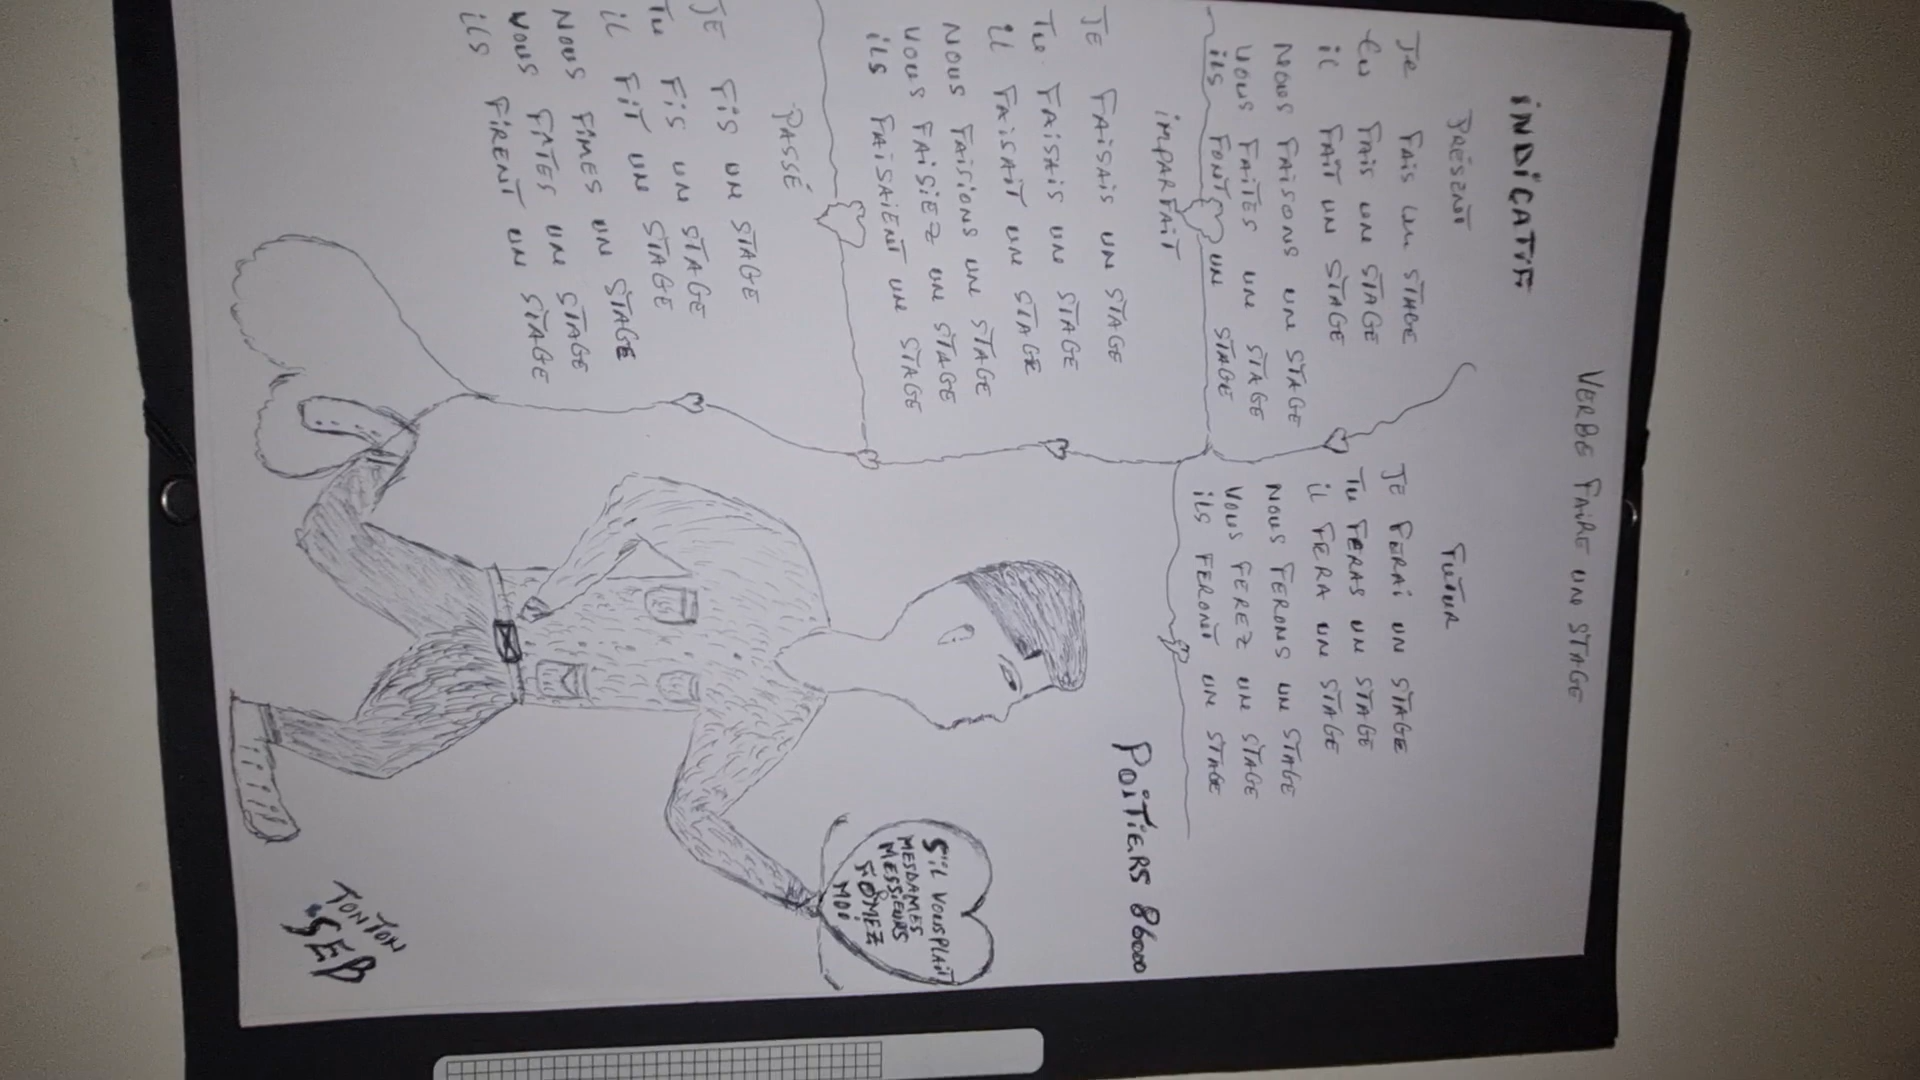 VERBE FAIRE UN STAGE
INDICATIF
PRÉSENT
Je FAIS UN STAGE
Tu FAIS UN STAGE
iL FAIT UN STAGE
NOUS FAISONS UN STAGE
VOUS FAITES UN STAGE
iLS FONT UN STAGE
IMPARFAIT
JE FAISAIS UN STAGE
Tu FAISAIS UN STAGE
iL FAISAIT UN STAGE
NOUS FAISIONS UN STAGE
VOUS FAISIEZ UN STAGE
iLS FAISAIENT UN STAGE
PASSÉ
JE FIS UN STAGE
Tu FIS UN STAGE
iL FIT UN STAGE
NOUS FIMES UN STAGE
VOUS FITES UN STAGE
iLS FIRENT UN STAGE
FUTUR
JE FERAI UN STAGE
Tu FERAS UN STAGE
iL FERA UN STAGE
NOUS FERONS UN STAGE
VOUS FEREZ UN STAGE
iLS FERONT UN STAGE
POITIERS 86000
S'iL VOUS PLAiT
MESDAMES
MESSIEURS
MOI
TONTON
SEB